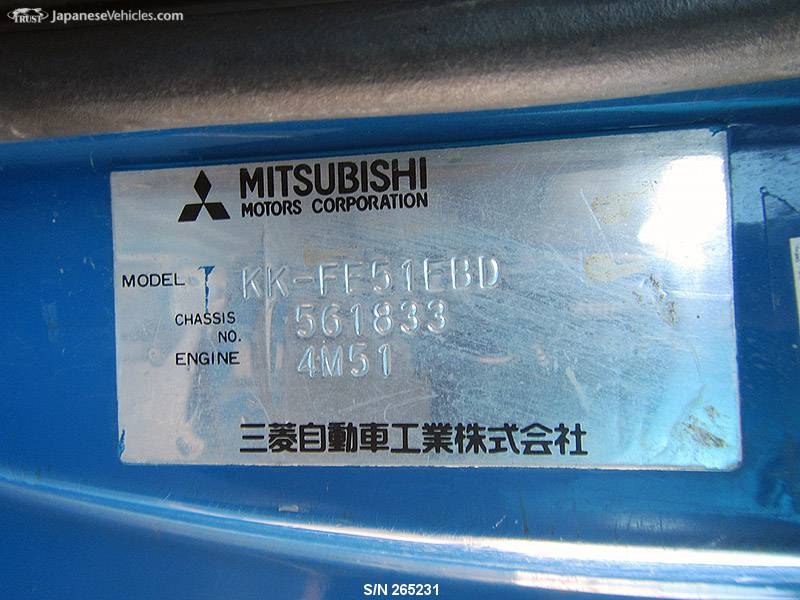 TRUST JapaneseVehicles.com
MITSUBISHI
MOTORS CORPORATION
MODEL T KK-FF51EBD
CHASSIS NO. 561833
ENGINE 4M51
三菱自動車工業株式会社
S/N 265231